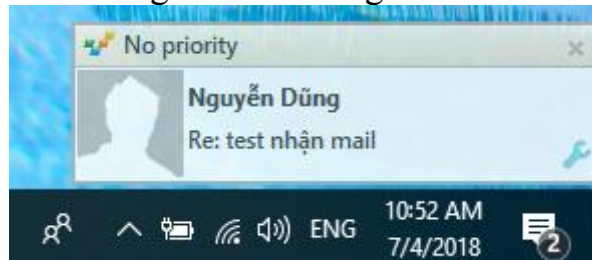 No priority
Nguyễn Dũng
Re: test nhận mail
ENG
10:52 AM
7/4/2018
2